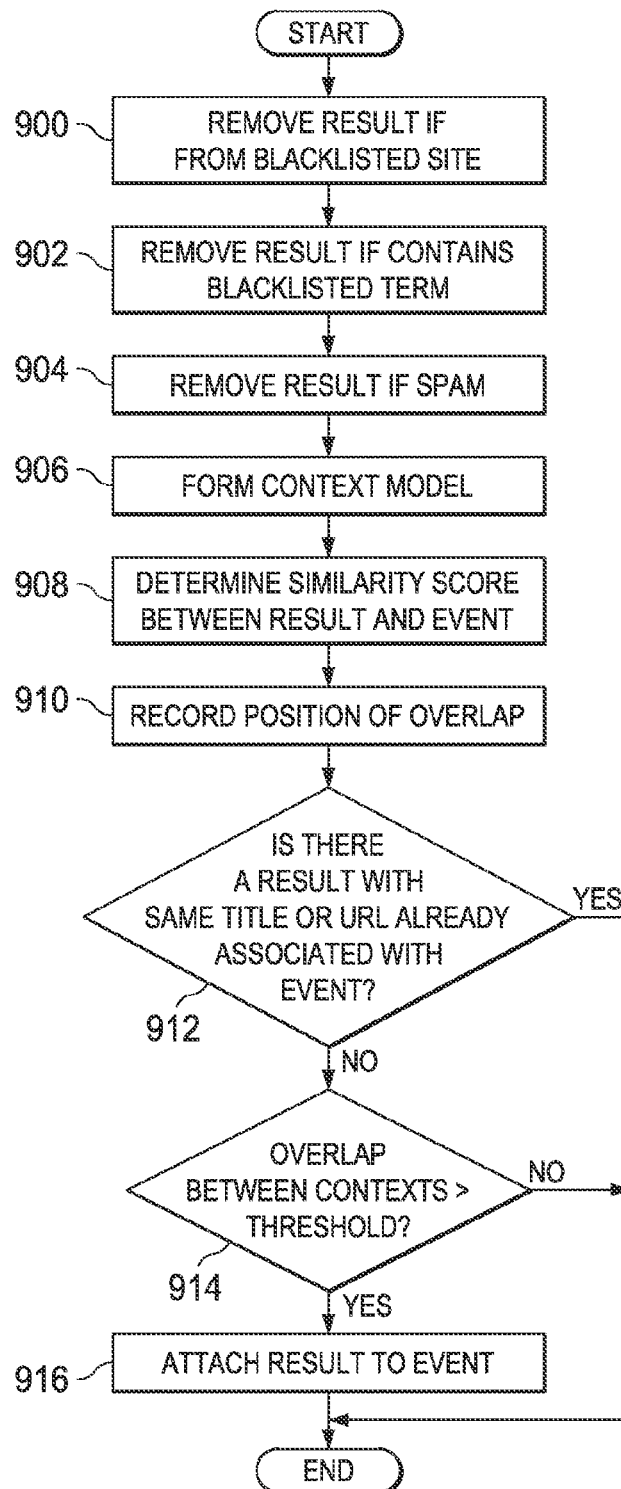 START
900
REMOVE RESULT IF
FROM BLACKLISTED SITE
902
REMOVE RESULT IF CONTAINS
BLACKLISTED TERM
904
REMOVE RESULT IF SPAM
906
FORM CONTEXT MODEL
908
DETERMINE SIMILARITY SCORE
BETWEEN RESULT AND EVENT
910
RECORD POSITION OF OVERLAP
IS THERE
A RESULT WITH
SAME TITLE OR URL ALREADY
ASSOCIATED WITH
EVENT?
YES
912
NO
OVERLAP
BETWEEN CONTEXTS >
THRESHOLD?
NO
914
YES
916
ATTACH RESULT TO EVENT
END